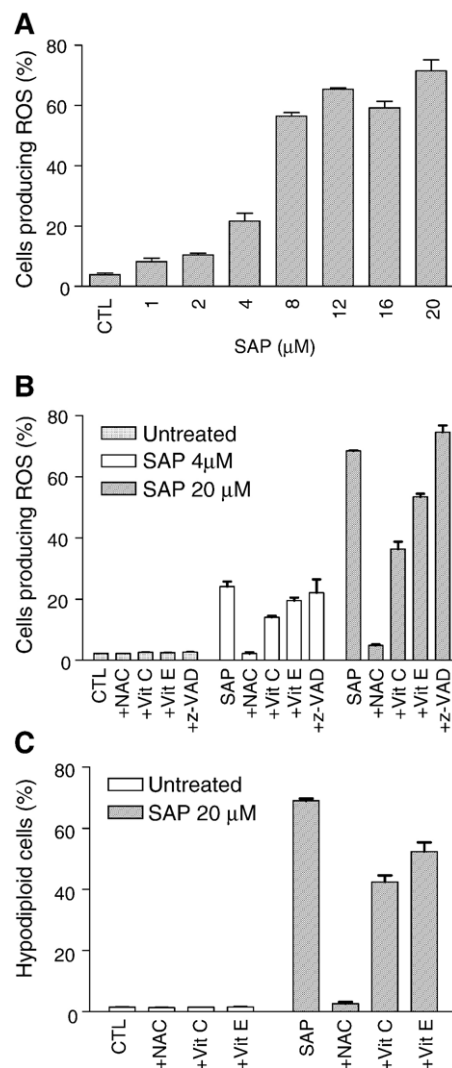 A
Cells producing ROS (%)
80
60
40
20
0
CTL 1 2 4 8 12 16 20
SAP (μM)
B
Cells producing ROS (%)
80
60
40
20
0
Untreated
SAP 4μM
SAP 20 μM
CTL +NAC +Vit C +Vit E +z-VAD SAP +NAC +Vit C +Vit E +z-VAD SAP +NAC +Vit C +Vit E +z-VAD
C
Hypodiploid cells (%)
80
60
40
20
0
Untreated
SAP 20 μM
CTL +NAC +Vit C +Vit E SAP +NAC +Vit C +Vit E